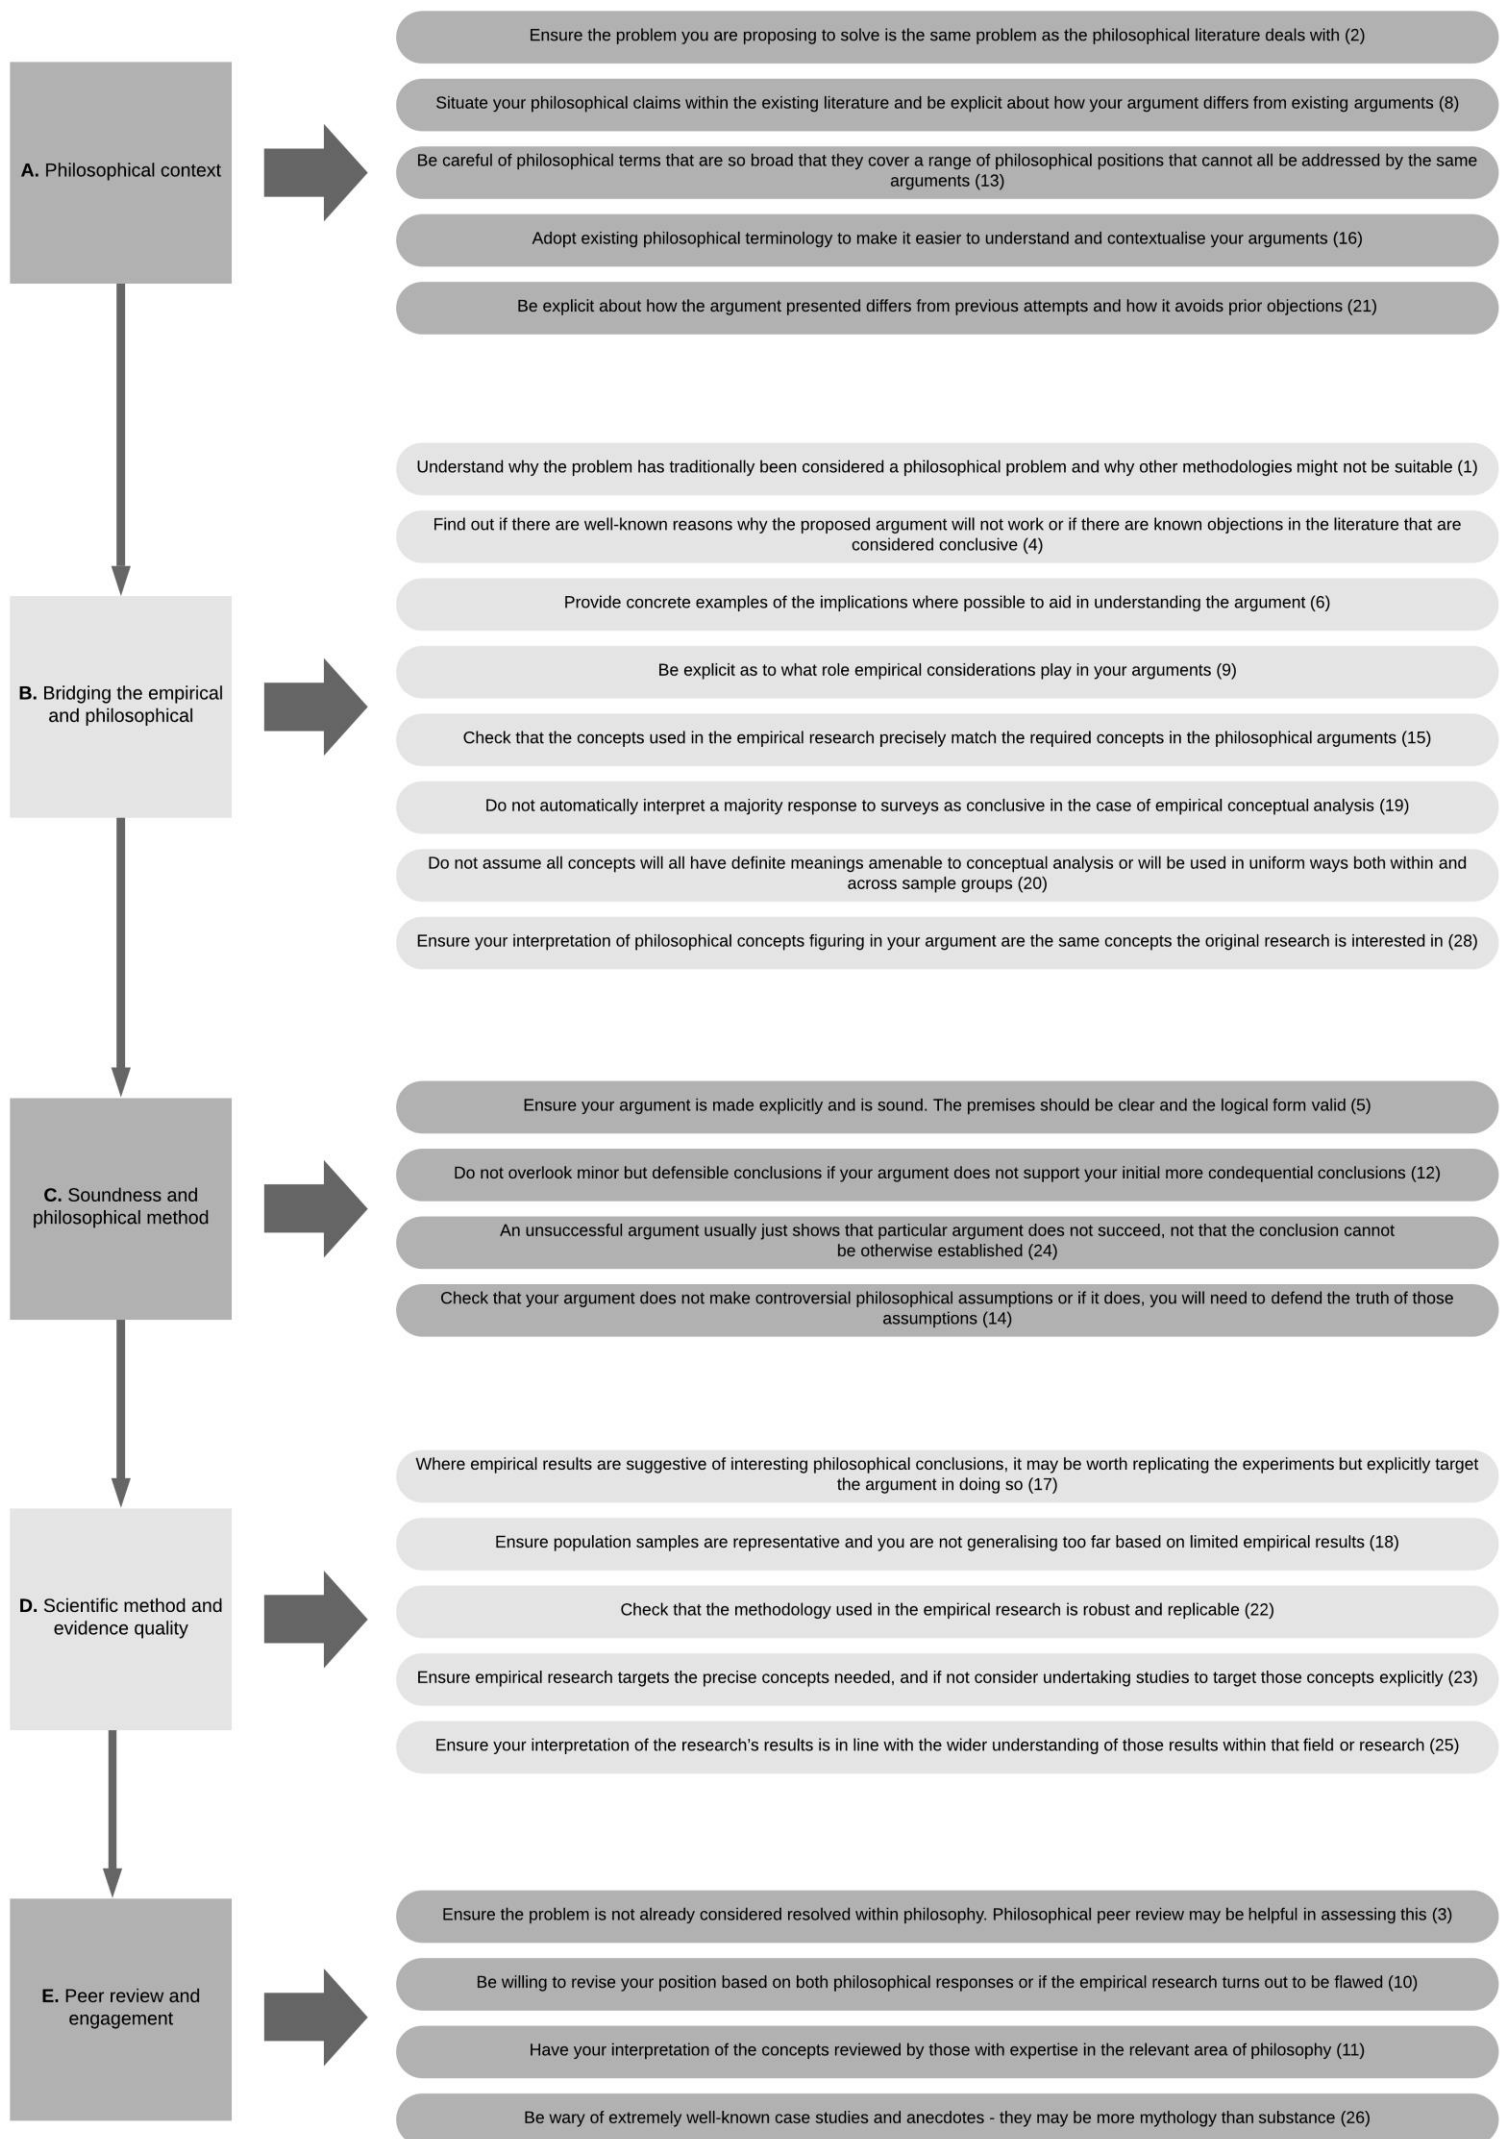 Ensure the problem you are proposing to solve is the same problem as the philosophical literature deals with (2)
Situate your philosophical claims within the existing literature and be explicit about how your argument differs from existing arguments (8)
A. Philosophical context
Be careful of philosophical terms that are so broad that they cover a range of philosophical positions that cannot all be addressed by the same
arguments (13)
Adopt existing philosophical terminology to make it easier to understand and contextualise your arguments (16)
Be explicit about how the argument presented differs from previous attempts and how it avoids prior objections (21)
Understand why the problem has traditionally been considered a philosophical problem and why other methodologies might not be suitable (1)
Find out if there are well-known reasons why the proposed argument will not work or if there are known objections in the literature that are
considered conclusive (4)
Provide concrete examples of the implications where possible to aid in understanding the argument (6)
B. Bridging the empirical
and philosophical
Be explicit as to what role empirical considerations play in your arguments (9)
Check that the concepts used in the empirical research precisely match the required concepts in the philosophical arguments (15)
Do not automatically interpret a majority response to surveys as conclusive in the case of empirical conceptual analysis (19)
Do not assume all concepts will all have definite meanings amenable to conceptual analysis or will be used in uniform ways both within and
across sample groups (20)
Ensure your interpretation of philosophical concepts figuring in your argument are the same concepts the original research is interested in (28)
Ensure your argument is made explicitly and is sound. The premises should be clear and the logical form valid (5)
Do not overlook minor but defensible conclusions if your argument does not support your initial more condequential conclusions (12)
C. Soundness and
philosophical method
An unsuccessful argument usually just shows that particular argument does not succeed, not that the conclusion cannot
be otherwise established (24)
Check that your argument does not make controversial philosophical assumptions or if it does, you will need to defend the truth of those
assumptions (14)
Where empirical results are suggestive of interesting philosophical conclusions, it may be worth replicating the experiments but explicitly target
the argument in doing so (17)
Ensure population samples are representative and you are not generalising too far based on limited empirical results (18)
D. Scientific method and
evidence quality
Check that the methodology used in the empirical research is robust and replicable (22)
Ensure empirical research targets the precise concepts needed, and if not consider undertaking studies to target those concepts explicitly (23)
Ensure your interpretation of the research's results is in line with the wider understanding of those results within that field or research (25)
Ensure the problem is not already considered resolved within philosophy. Philosophical peer review may be helpful in assessing this (3)
Be willing to revise your position based on both philosophical responses or if the empirical research turns out to be flawed (10)
E. Peer review and
engagement
Have your interpretation of the concepts reviewed by those with expertise in the relevant area of philosophy (11)
Be wary of extremely well-known case studies and anecdotes - they may be more mythology than substance (26)